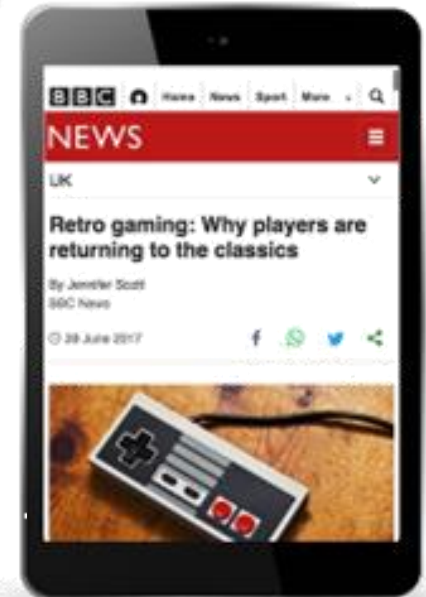 BBC Home News Sport More
NEWS
UK
Retro gaming: Why players are
returning to the classics
By Jennifer Scott
BBC News
28 June 2017